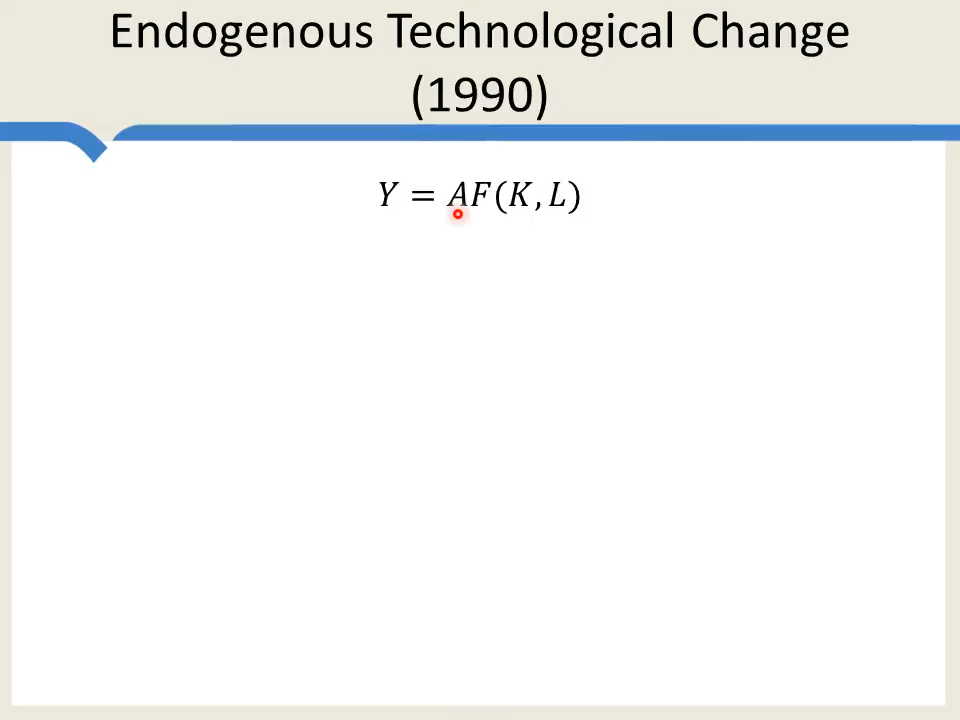 Endogenous Technological Change
(1990)
Y = AF(K, L)